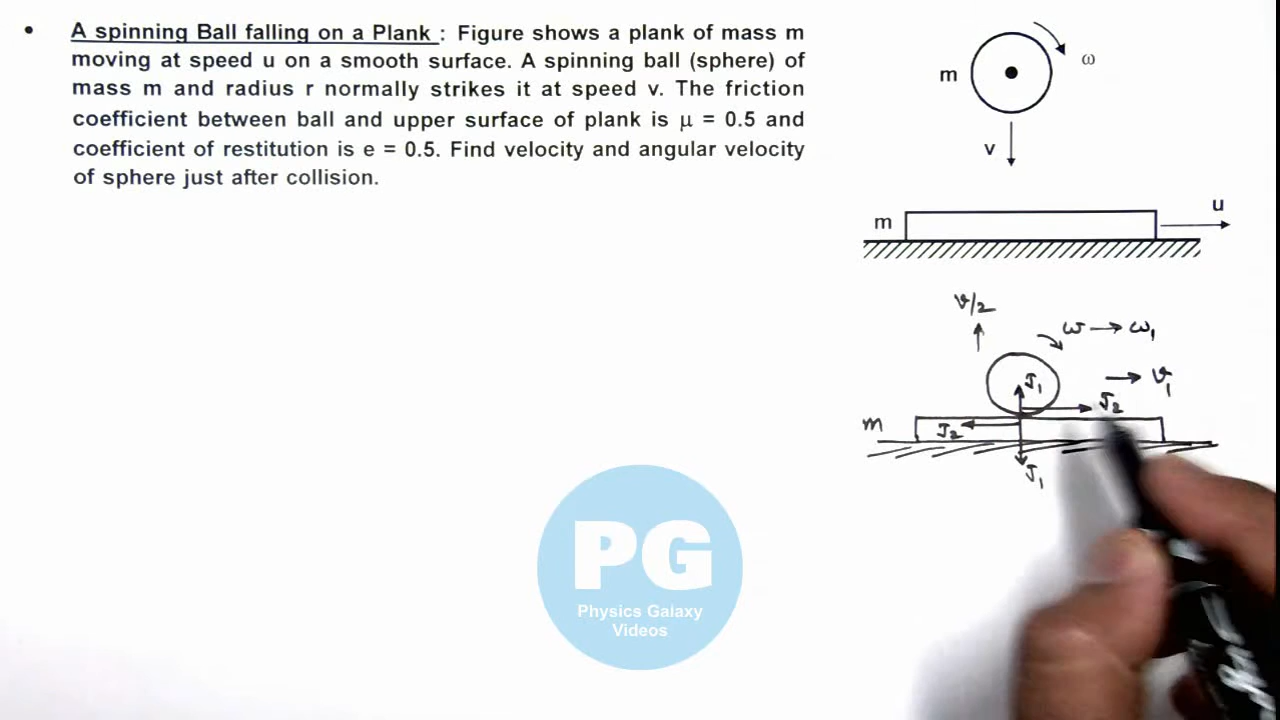 • A spinning Ball falling on a Plank : Figure shows a plank of mass m
moving at speed u on a smooth surface. A spinning ball (sphere) of
mass m and radius r normally strikes it at speed v. The friction
coefficient between ball and upper surface of plank is μ = 0.5 and
coefficient of restitution is e = 0.5. Find velocity and angular velocity
of sphere just after collision.
ω
m
v
m
u
v/2
ω → ω₁
J₁
→ v₁
J₂
m
J₂
J₁
PG
Physics Galaxy
Videos